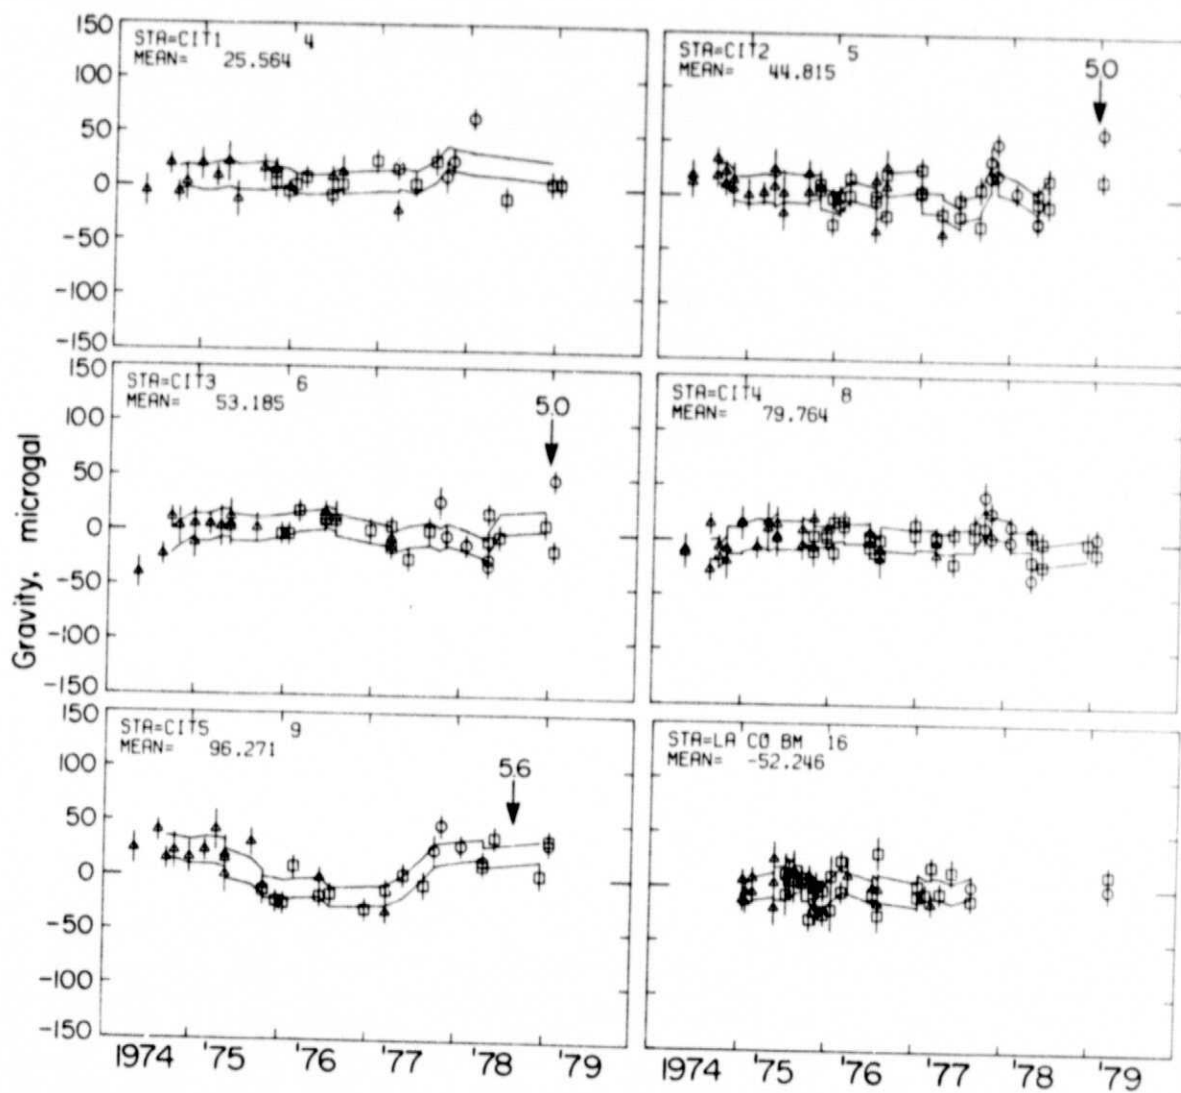 Gravity, microgal
150
100
50
0
-50
-100
-150
STA=CIT1 4
MEAN= 25.564
STA=CIT2 5
MEAN= 44.815
5.0
150
100
50
0
-50
-100
-150
STA=CIT3 6
MEAN= 53.185
5.0
STA=CIT4 8
MEAN= 79.764
150
100
50
0
-50
-100
-150
STA=CIT5 9
MEAN= 96.271
5.6
STA=LA CO BM 16
MEAN= -52.246
1974 '75 '76 '77 '78 '79
1974 '75 '76 '77 '78 '79